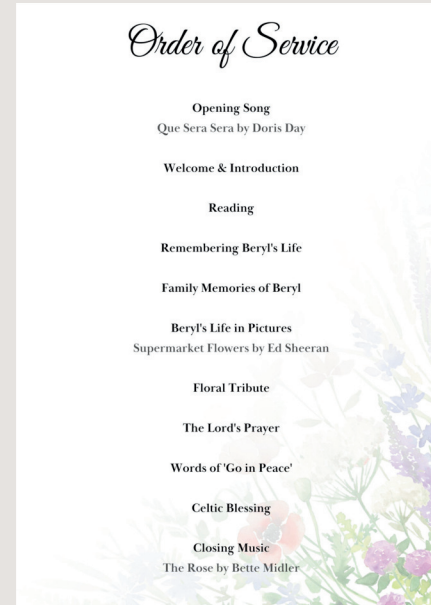 Order of Service
Opening Song
Que Sera Sera by Doris Day
Welcome & Introduction
Reading
Remembering Beryl's Life
Family Memories of Beryl
Beryl's Life in Pictures
Supermarket Flowers by Ed Sheeran
Floral Tribute
The Lord's Prayer
Words of 'Go in Peace'
Celtic Blessing
Closing Music
The Rose by Bette Midler